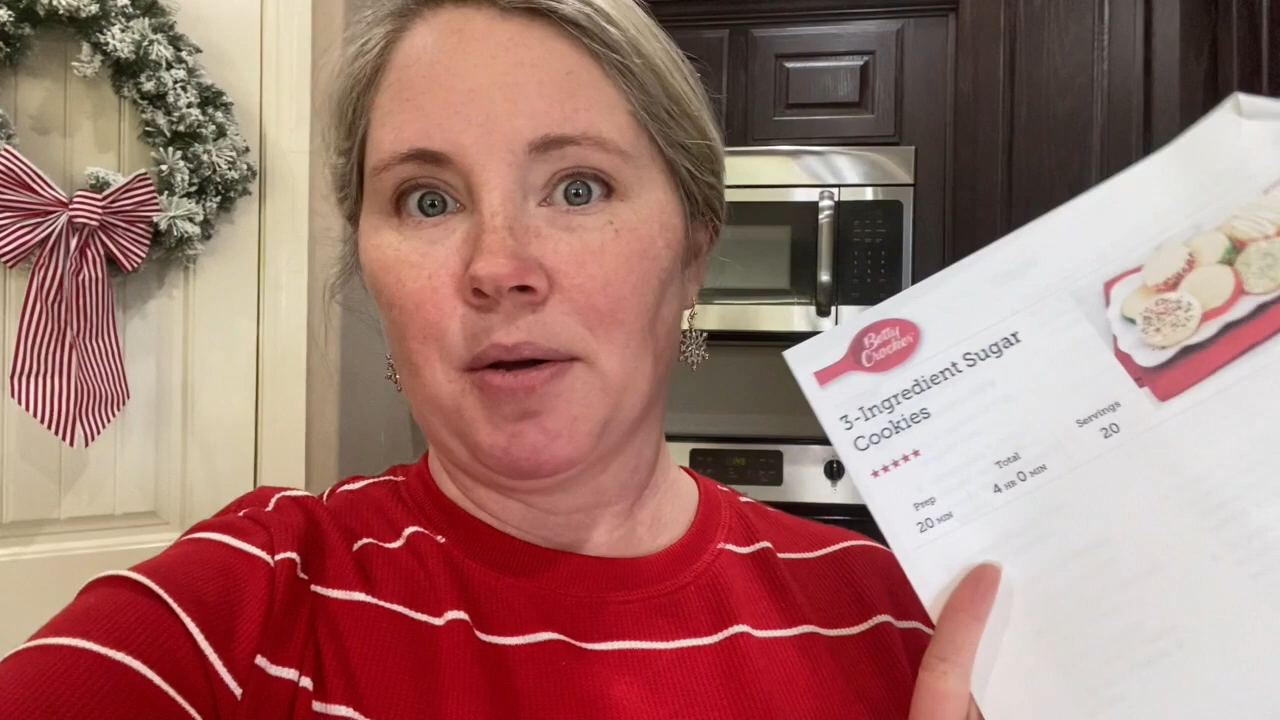 Betty
Crocker
3-Ingredient Sugar
Cookies
Prep
20 MIN
Total
4 HR 0 MIN
Servings
20